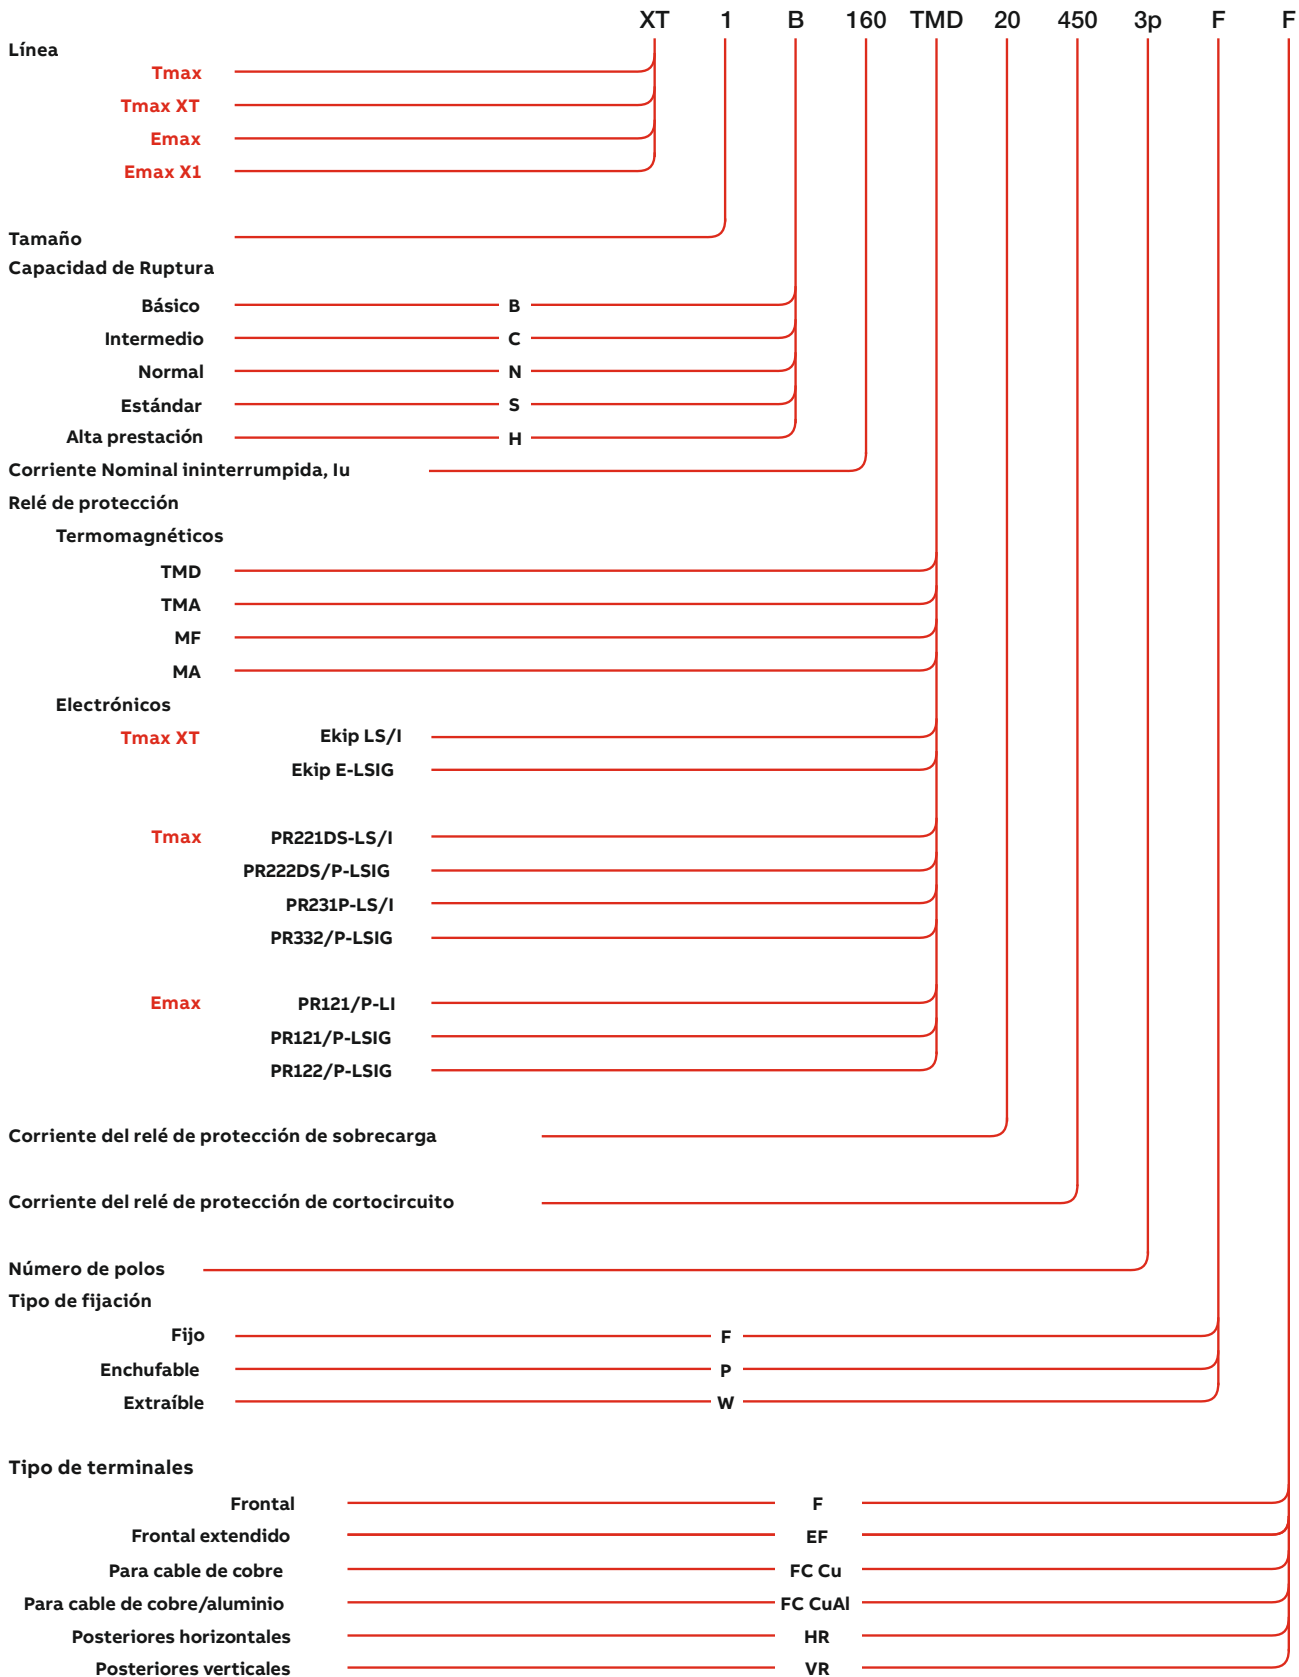 XT 1 B 160 TMD 20 450 3p F F
Línea
Tmax
Tmax XT
Emax
Emax X1
Tamaño
Capacidad de Ruptura
Básico B
Intermedio C
Normal N
Estándar S
Alta prestación H
Corriente Nominal ininterrumpida, Iu
Relé de protección
Termomagnéticos
TMD
TMA
MF
MA
Electrónicos
Tmax XT Ekip LS/I
Ekip E-LSIG
Tmax PR221DS-LS/I
PR222DS/P-LSIG
PR231P-LS/I
PR332/P-LSIG
Emax PR121/P-LI
PR121/P-LSIG
PR122/P-LSIG
Corriente del relé de protección de sobrecarga
Corriente del relé de protección de cortocircuito
Número de polos
Tipo de fijación
Fijo F
Enchufable P
Extraíble W
Tipo de terminales
Frontal F
Frontal extendido EF
Para cable de cobre FC Cu
Para cable de cobre/aluminio FC CuAl
Posteriores horizontales HR
Posteriores verticales VR